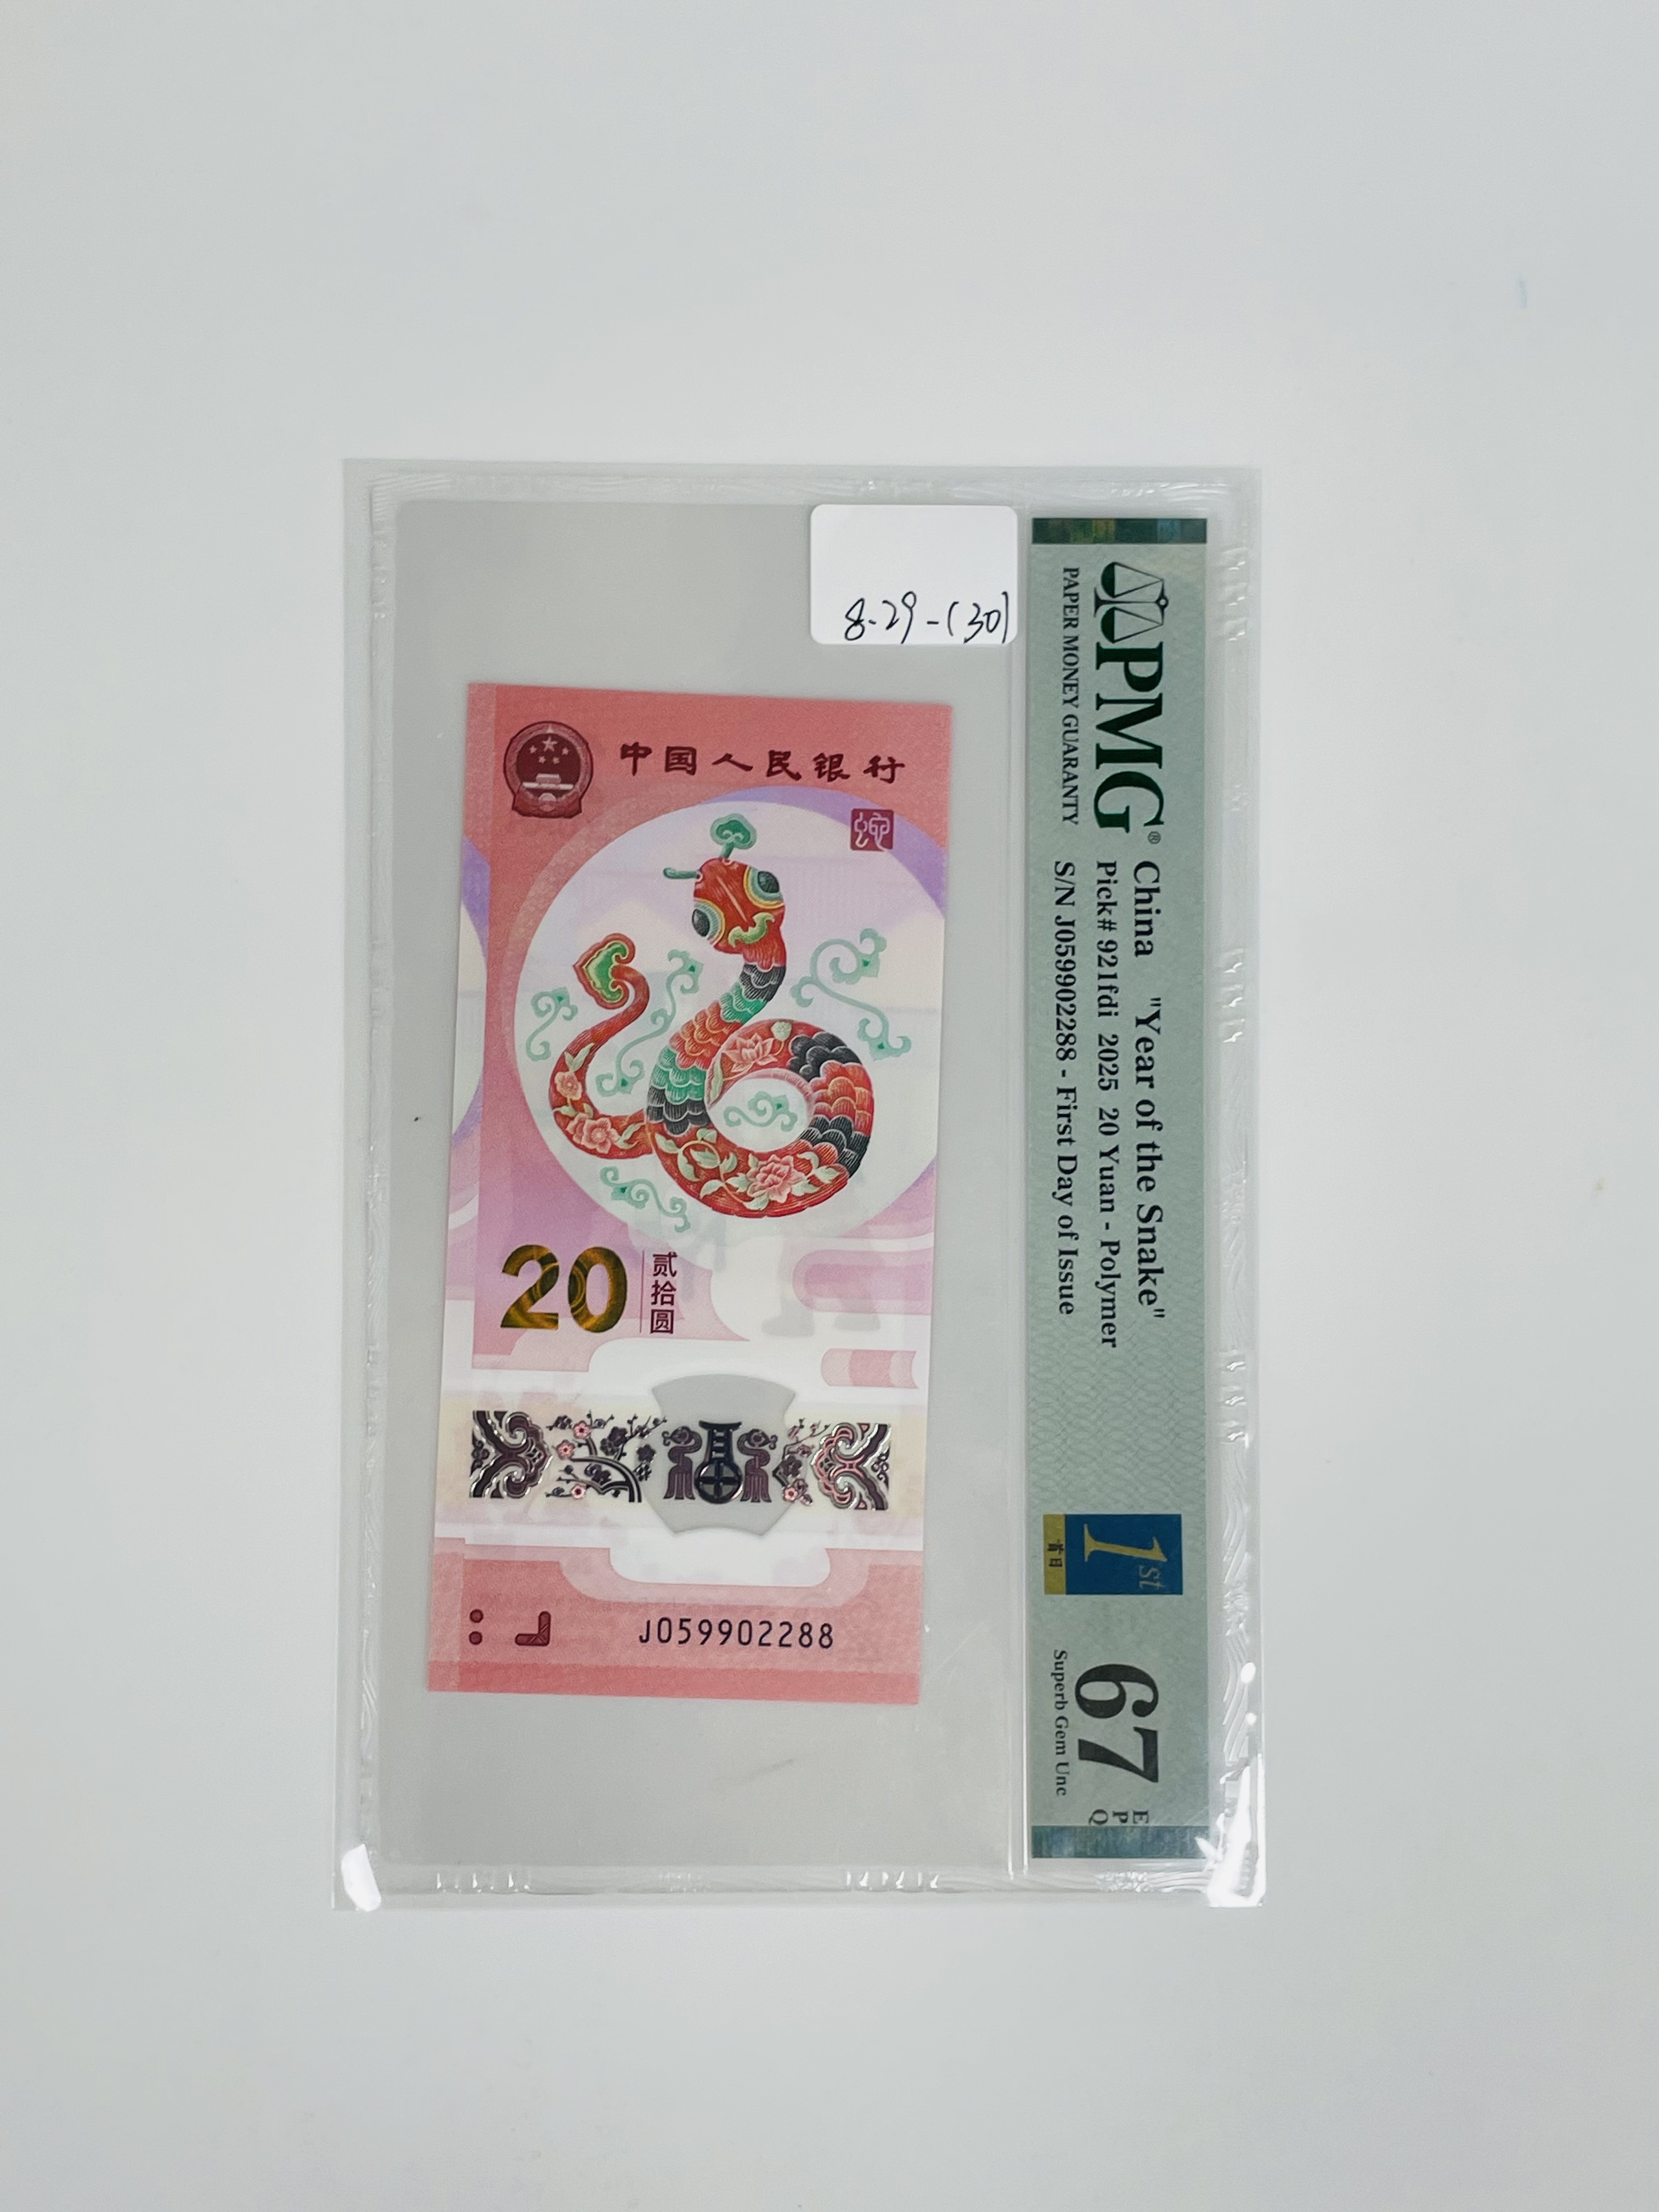 8-29-(30)
中国人民银行
蛇
20
贰拾圆
J059902288
PMG®
PAPER MONEY GUARANTY
China "Year of the Snake"
Pick# 921fdi 2025 20 Yuan - Polymer
S/N J059902288 - First Day of Issue
1st
首日
67
EPQ
Superb Gem Unc